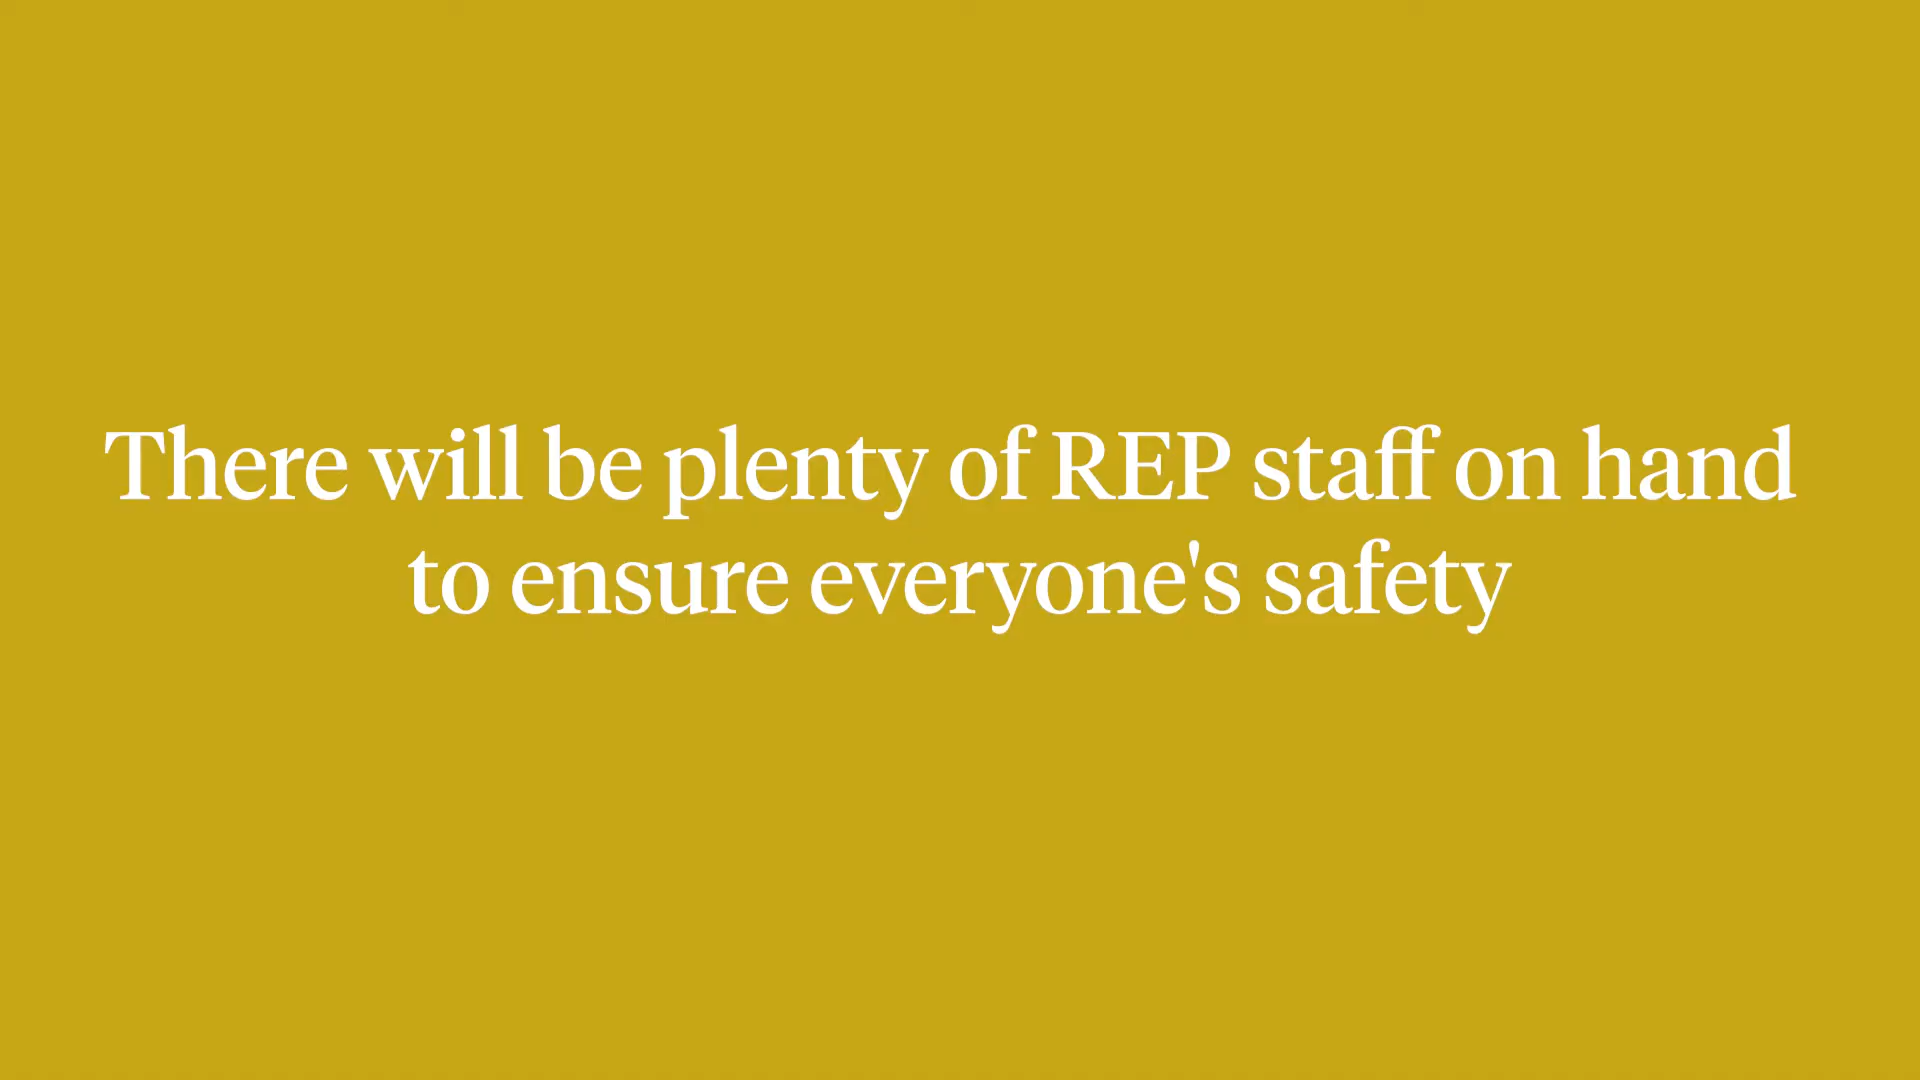 There will be plenty of REP staff on hand
to ensure everyone's safety